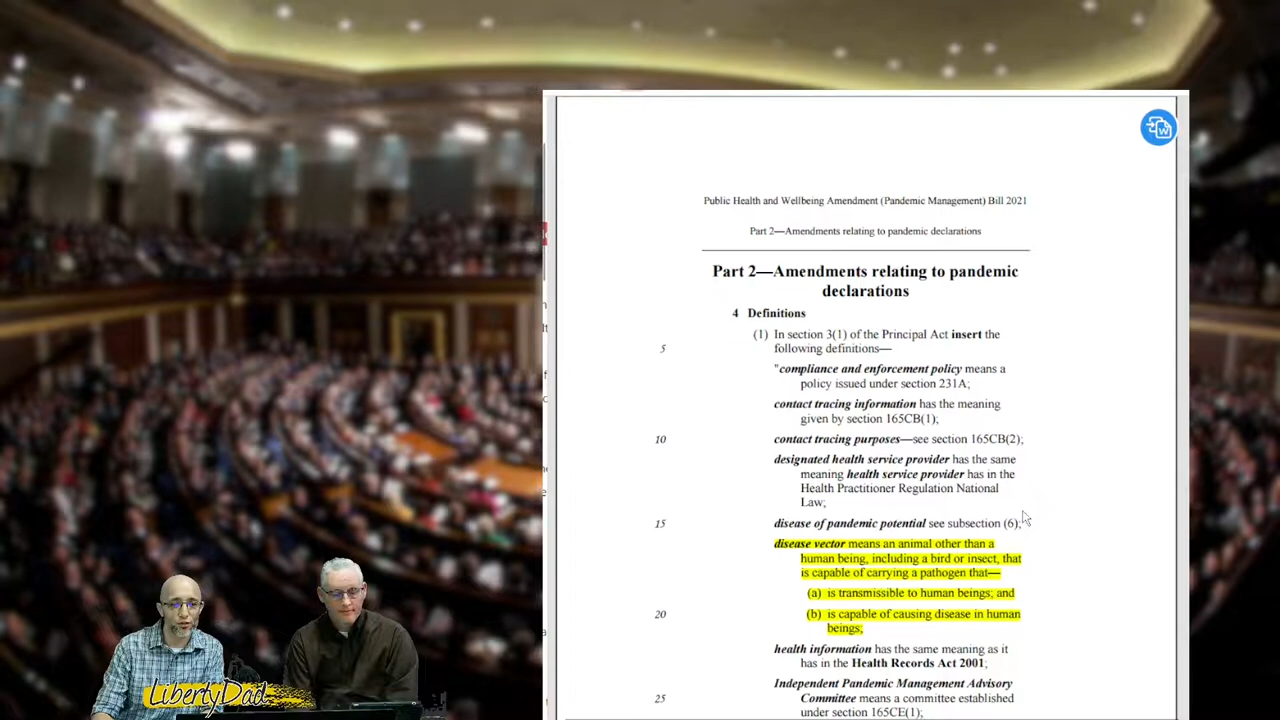 Public Health and Wellbeing Amendment (Pandemic Management) Bill 2021
Part 2—Amendments relating to pandemic declarations
Part 2—Amendments relating to pandemic
declarations
4 Definitions
(1) In section 3(1) of the Principal Act insert the
5 following definitions—
"compliance and enforcement policy means a
policy issued under section 231A;
contact tracing information has the meaning
given by section 165CB(1);
10 contact tracing purposes—see section 165CB(2);
designated health service provider has the same
meaning health service provider has in the
Health Practitioner Regulation National
Law;
15 disease of pandemic potential see subsection (6);
disease vector means an animal other than a
human being, including a bird or insect, that
is capable of carrying a pathogen that—
(a) is transmissible to human beings; and
20 (b) is capable of causing disease in human
beings;
health information has the same meaning as it
has in the Health Records Act 2001;
Independent Pandemic Management Advisory
25 Committee means a committee established
under section 165CE(1);
LibertyDad